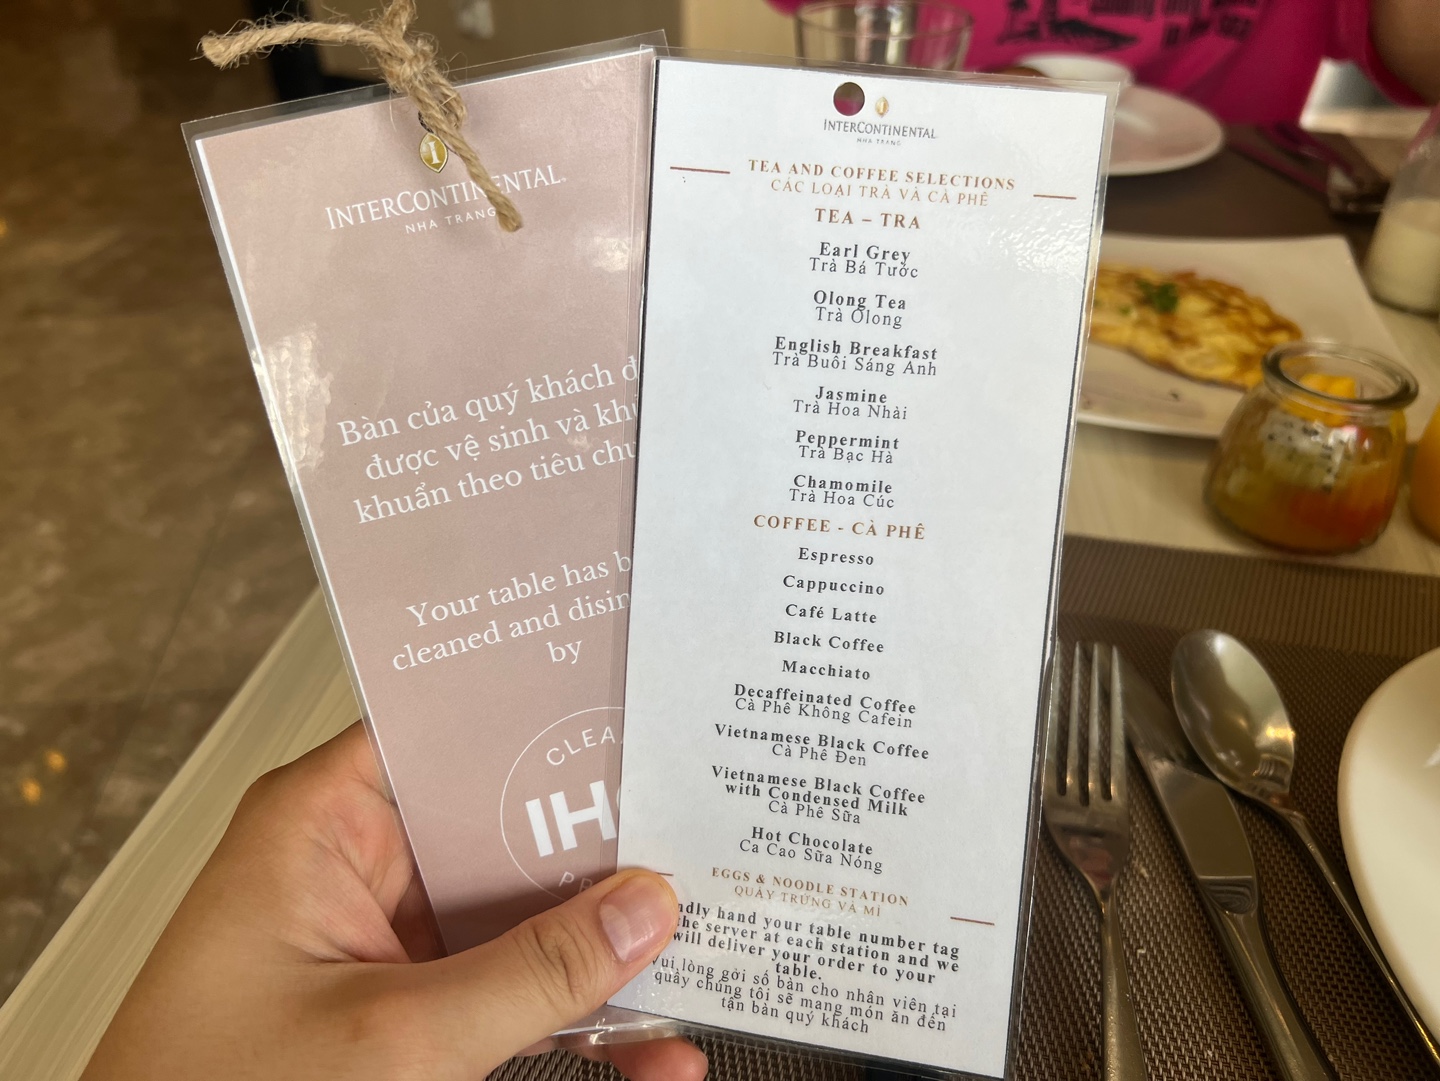 INTERCONTINENTAL
NHA TRANG
Bàn của quý khách
được vệ sinh và
khuẩn theo tiêu
Your table has
cleaned and
by
INTERCONTINENTAL
NHA TRANG
TEA AND COFFEE SELECTIONS
CÁC LOẠI TRÀ VÀ CÀ PHÊ
TEA – TRA
Earl Grey
Trà Bá Tước
Olong Tea
Trà Ôlong
English Breakfast
Trà Buôi Sáng Anh
Jasmine
Trà Hoa Nhài
Peppermint
Trà Bạc Hà
Chamomile
Trà Hoa Cúc
COFFEE - CÀ PHÊ
Espresso
Cappuccino
Café Latte
Black Coffee
Macchiato
Decaffeinated Coffee
Cà Phê Không Cafein
Vietnamese Black Coffee
Cà Phê Đen
Vietnamese Black Coffee
with Condensed Milk
Cà Phê Sữa
Hot Chocolate
Ca Cao Sữa Nóng
EGGS & NOODLE STATION
QUẦY TRỨNG VÀ MÌ
hand your table number tag
the server at each station and we
will deliver your order to your
table.
Vui lòng gởi số bàn cho nhân viên tại
quầy chúng tôi sẽ mang món ăn đến
tận bàn quý khách